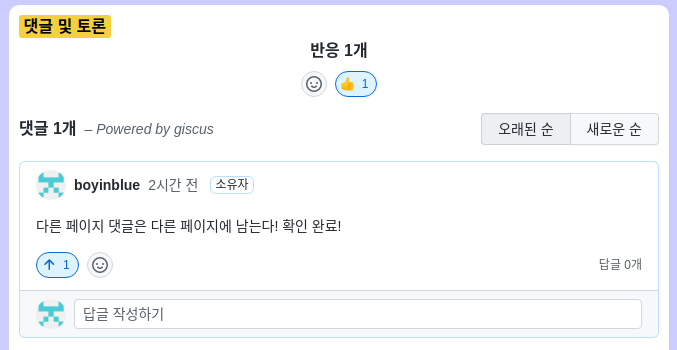 댓글 및 토론
반응 1개
👍 1
댓글 1개 – Powered by giscus
오래된 순 새로운 순
boyinblue 2시간 전 소유자
다른 페이지 댓글은 다른 페이지에 남는다! 확인 완료!
↑ 1
답글 0개
답글 작성하기